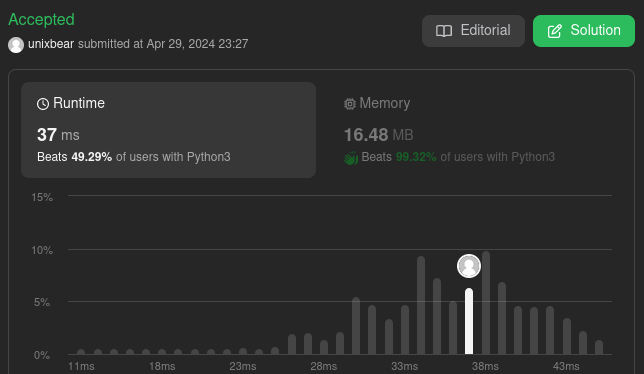 Accepted
Editorial
Solution
unixbear submitted at Apr 29, 2024 23:27
Runtime
Memory
37 ms
16.48 MB
Beats 49.29% of users with Python3
Beats 99.32% of users with Python3
15%
10%
5%
0%
11ms 18ms 23ms 28ms 33ms 38ms 43ms